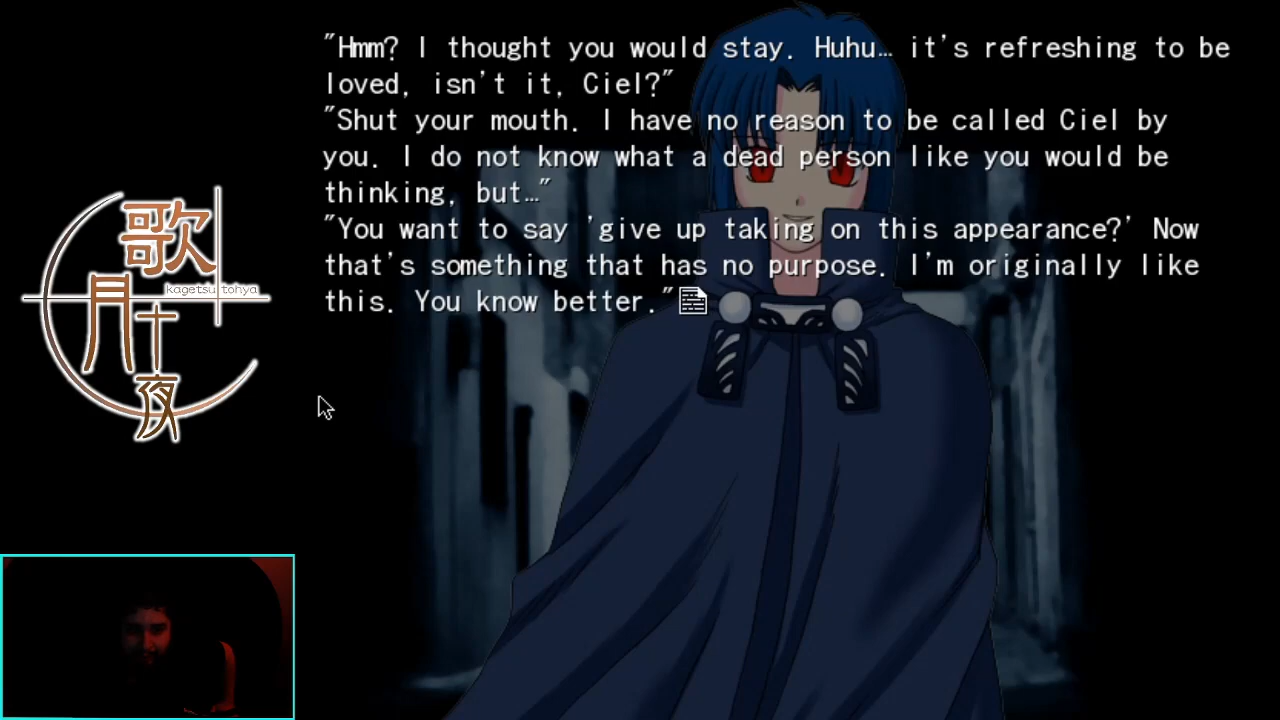 "Hmm? I thought you would stay. Huhu… it's refreshing to be
loved, isn't it, Ciel?"
"Shut your mouth. I have no reason to be called Ciel by
you. I do not know what a dead person like you would be
thinking, but…"
"You want to say 'give up taking on this appearance?' Now
that's something that has no purpose. I'm originally like
this. You know better."
歌
月
十
夜
kagetsu tohya